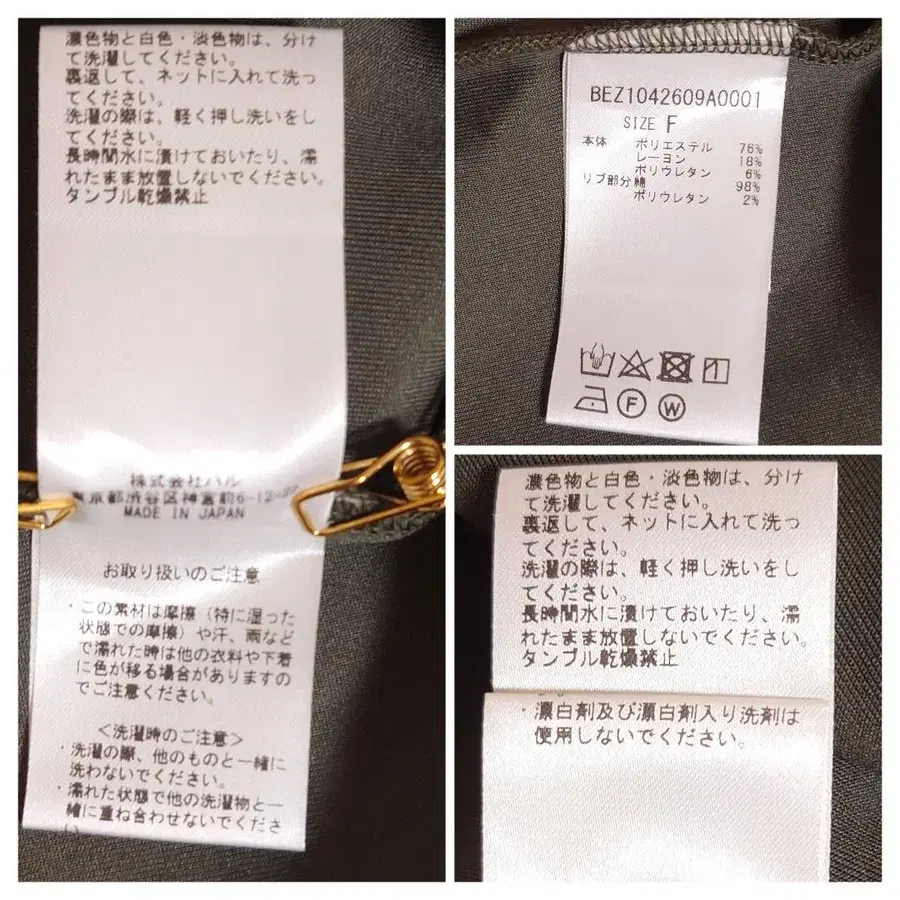 濃色物と白色・淡色物は、分け
て洗濯してください。
裏返して、ネットに入れて洗っ
てください。
洗濯の際は、軽く押し洗いをし
てください。
長時間水に漬けておいたり、濡
れたまま放置しないでください。
タンブル乾燥禁止
株式会社ハル
東京都渋谷区神宮前6-12-
MADE IN JAPAN
お取り扱いのご注意
・この素材は摩擦（特に湿った
状態での摩擦）や汗、雨などで
で濡れた時は他の衣料や下着
に色が移る場合がありますの
でご注意ください。
＜洗濯時のご注意＞
・洗濯の際、他のものと一緒に
洗わないでください。
・濡れた状態で他の洗濯物と一
緒に重ね合わせないでくださ
い
BEZ1042609A0001
SIZE F
本体 ポリエステル 76%
レーヨン 18%
ポリウレタン 6%
リブ部分綿 98%
ポリウレタン 2%
F
W
濃色物と白色・淡色物は、分け
て洗濯してください。
裏返して、ネットに入れて洗っ
てください。
洗濯の際は、軽く押し洗いをし
てください。
長時間水に漬けておいたり、濡
れたまま放置しないでください。
タンブル乾燥禁止
・漂白剤及び漂白剤入り洗剤は
使用しないでください。